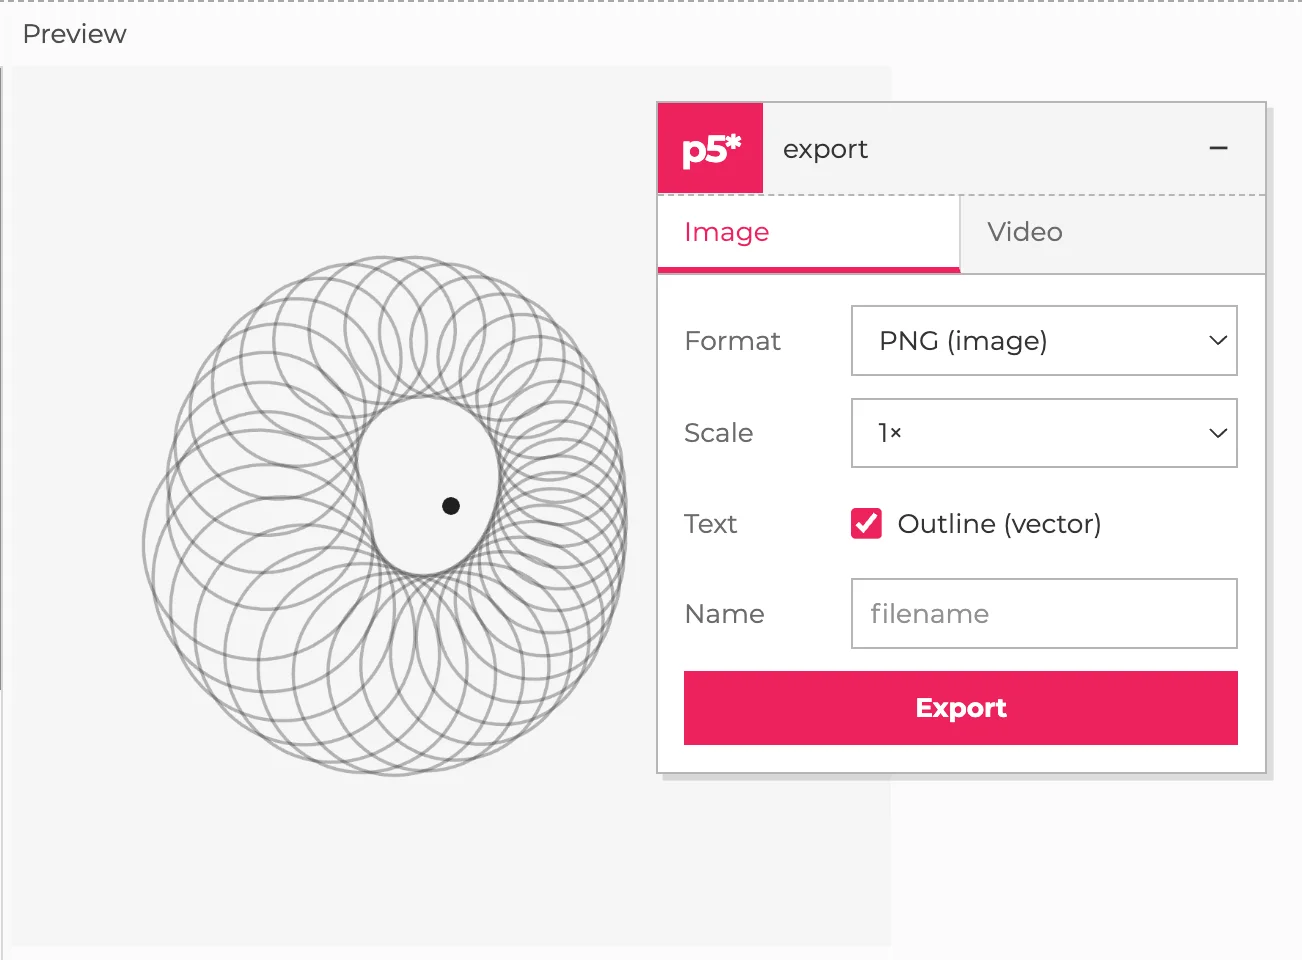 Preview
p5* export
Image Video
Format PNG (image)
Scale 1×
Text Outline (vector)
Name filename
Export